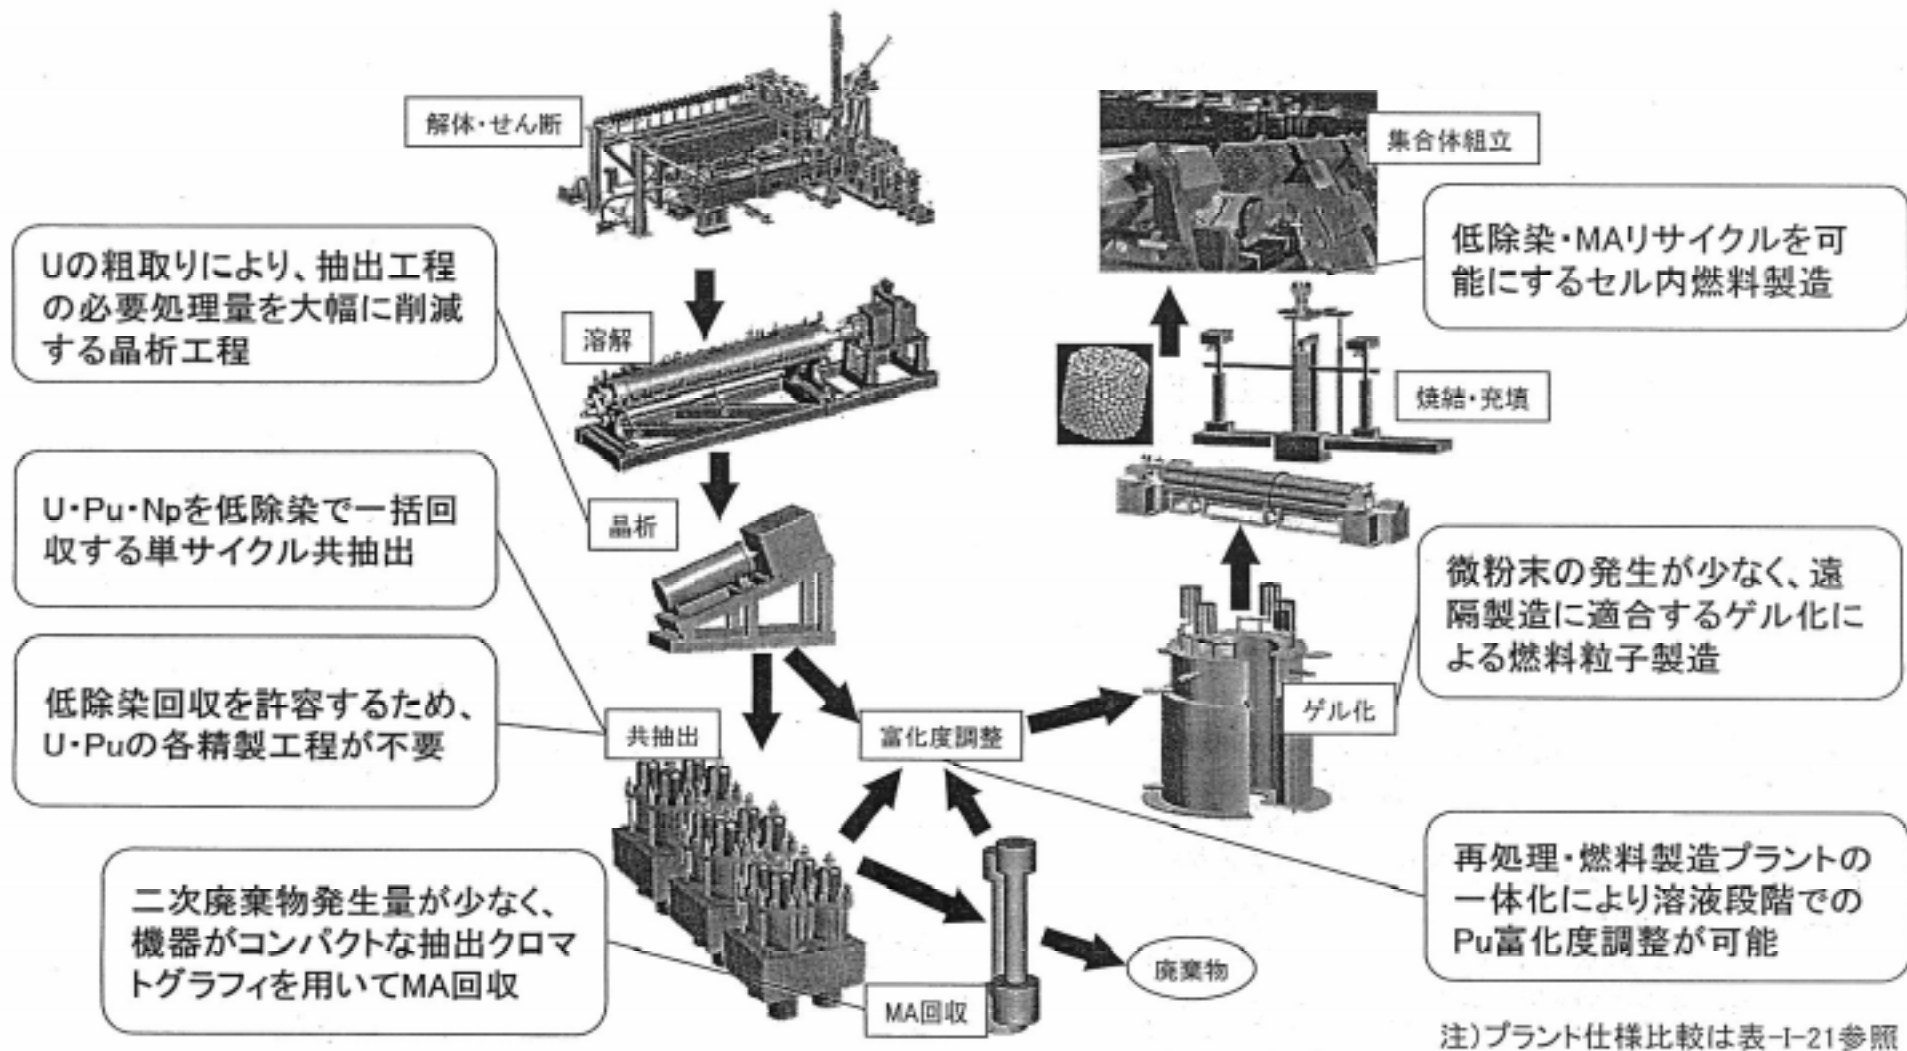 解体・せん断
集合体組立
低除染・MAリサイクルを可
能にするセル内燃料製造
Uの粗取りにより、抽出工程
の必要処理量を大幅に削減
する晶析工程
溶解
焼結・充填
U・Pu・Npを低除染で一括回
収する単サイクル共抽出
晶析
微粉末の発生が少なく、遠
隔製造に適合するゲル化に
よる燃料粒子製造
低除染回収を許容するため、
U・Puの各精製工程が不要
共抽出
富化度調整
ゲル化
二次廃棄物発生量が少なく、
機器がコンパクトな抽出クロマ
トグラフィを用いてMA回収
MA回収
廃棄物
再処理・燃料製造プラントの
一体化により溶液段階での
Pu富化度調整が可能
注)プラント仕様比較は表-I-21参照